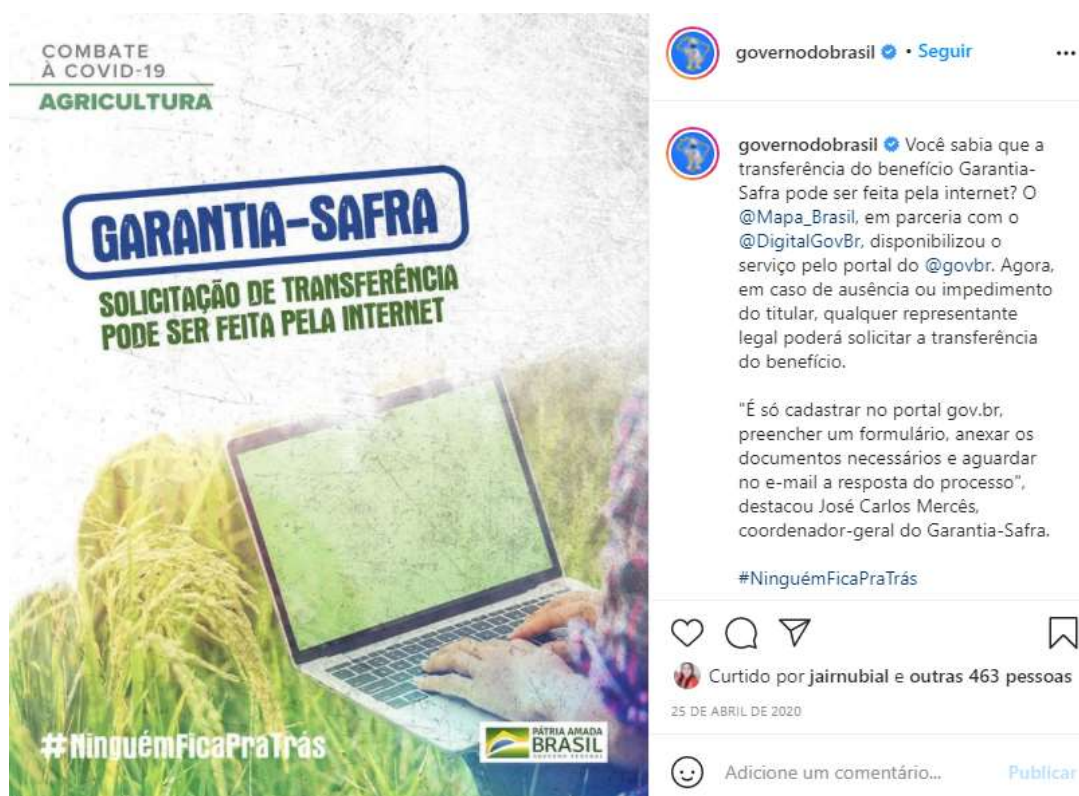 COMBATE
À COVID-19
AGRICULTURA
GARANTIA-SAFRA
SOLICITAÇÃO DE TRANSFERÊNCIA
PODE SER FEITA PELA INTERNET
#NinguémFicaPraTrás
PÁTRIA AMADA
BRASIL
GOVERNO FEDERAL
governodobrasil • Seguir
governodobrasil Você sabia que a
transferência do benefício Garantia-
Safra pode ser feita pela internet? O
@Mapa_Brasil, em parceria com o
@DigitalGovBr, disponibilizou o
serviço pelo portal do @govbr. Agora,
em caso de ausência ou impedimento
do titular, qualquer representante
legal poderá solicitar a transferência
do benefício.
"É só cadastrar no portal gov.br,
preencher um formulário, anexar os
documentos necessários e aguardar
no e-mail a resposta do processo",
destacou José Carlos Mercês,
coordenador-geral do Garantia-Safra.
#NinguémFicaPraTrás
Curtido por jairnubial e outras 463 pessoas
25 DE ABRIL DE 2020
Adicione um comentário... Publicar